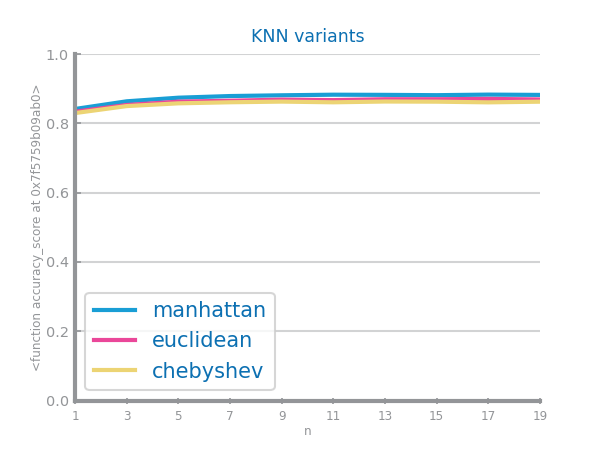 KNN variants
<function accuracy_score at 0x7f5759b09ab0>
1.0
0.8
0.6
0.4
0.2
0.0
manhattan
euclidean
chebyshev
1 3 5 7 9 11 13 15 17 19
n